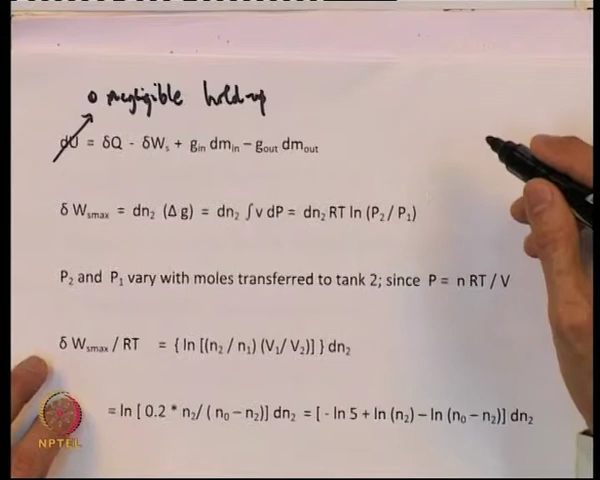 0 negligible hold-up
dU = δQ - δWₛ + gᵢₙ dmᵢₙ – gₒᵤₜ dmₒᵤₜ
δ Wₛₘₐₓ = dn₂ (Δ g) = dn₂ ∫v dP = dn₂ RT ln (P₂ / P₁)
P₂ and P₁ vary with moles transferred to tank 2; since P = n RT / V
δ Wₛₘₐₓ / RT = { ln [(n₂ / n₁) (V₁/ V₂)] } dn₂
= ln [ 0.2 * n₂/ ( n₀ – n₂)] dn₂ = [ - ln 5 + ln (n₂) – ln (n₀ – n₂)] dn₂
NPTEL